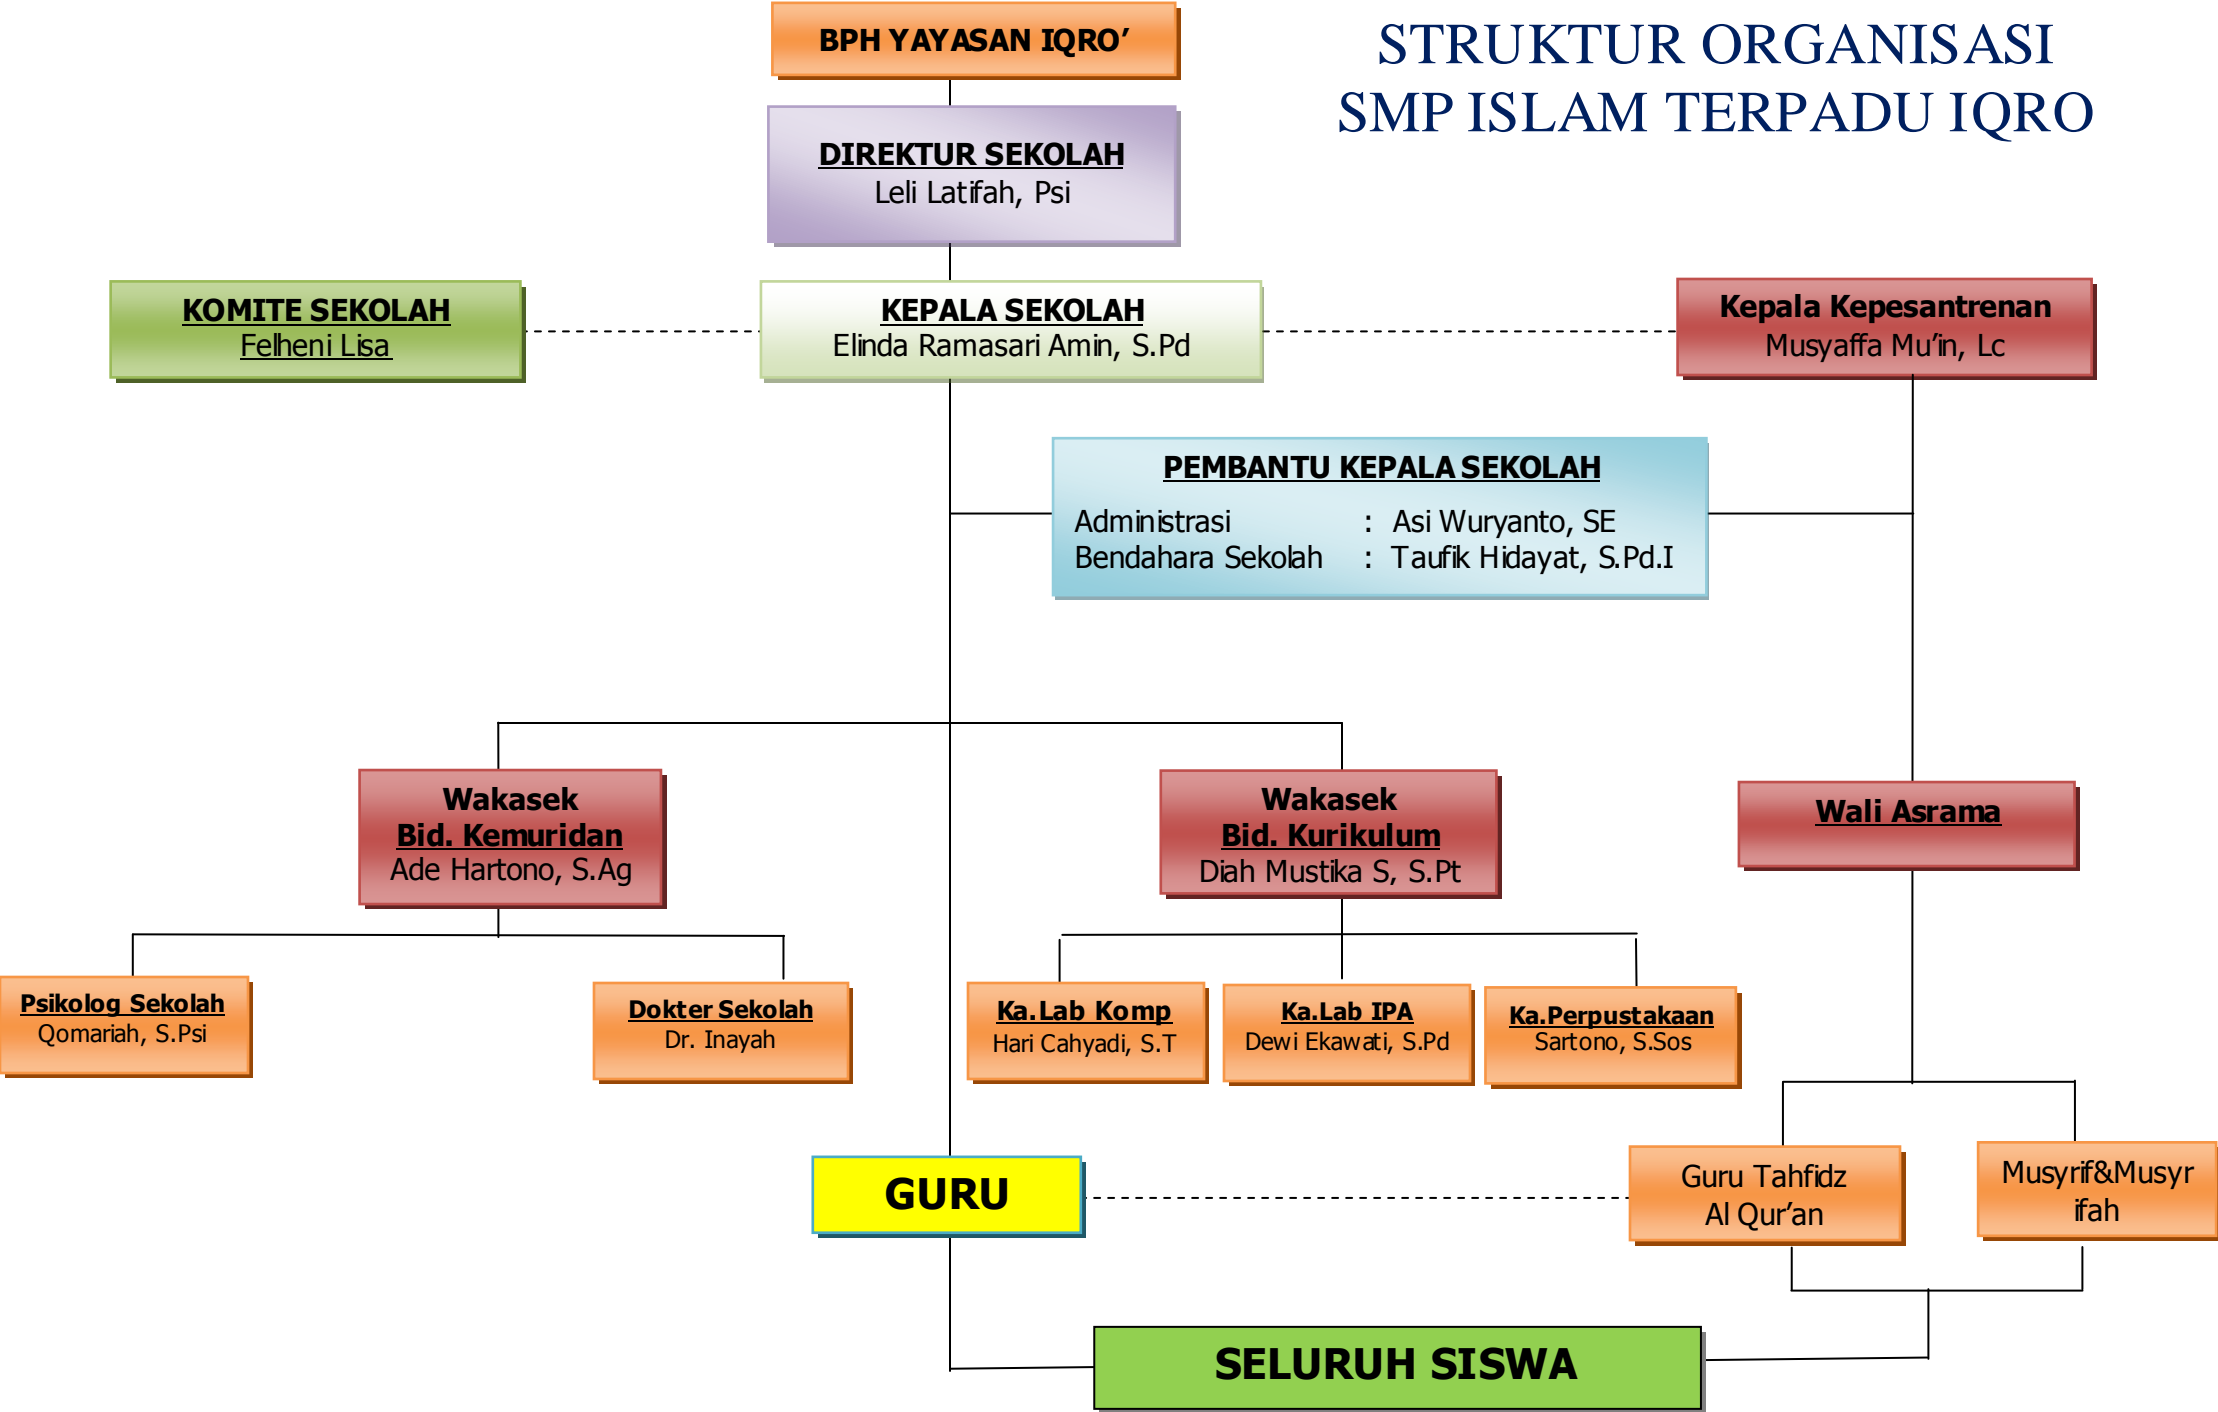 STRUKTUR ORGANISASI
SMP ISLAM TERPADU IQRO
BPH YAYASAN IQRO’
DIREKTUR SEKOLAH
Leli Latifah, Psi
KOMITE SEKOLAH
Felheni Lisa
KEPALA SEKOLAH
Elinda Ramasari Amin, S.Pd
Kepala Kepesantrenan
Musyaffa Mu’in, Lc
PEMBANTU KEPALA SEKOLAH
Administrasi : Asi Wuryanto, SE
Bendahara Sekolah : Taufik Hidayat, S.Pd.I
Wakasek
Bid. Kemuridan
Ade Hartono, S.Ag
Wakasek
Bid. Kurikulum
Diah Mustika S, S.Pt
Wali Asrama
Psikolog Sekolah
Qomariah, S.Psi
Dokter Sekolah
Dr. Inayah
Ka.Lab Komp
Hari Cahyadi, S.T
Ka.Lab IPA
Dewi Ekawati, S.Pd
Ka.Perpustakaan
Sartono, S.Sos
GURU
Guru Tahfidz
Al Qur’an
Musyrif&Musyr
ifah
SELURUH SISWA